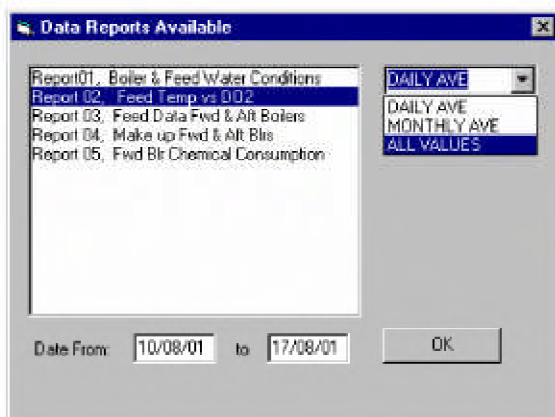 Data Reports Available
Report01, Boiler & Feed Water Conditions
Report 02, Feed Temp vs DO2
Report 03, Feed Data Fwd & Aft Boilers
Report 04, Make up Fwd & Aft Blrs
Report 05, Fwd Blr Chemical Consumption
DAILY AVE
DAILY AVE
MONTHLY AVE
ALL VALUES
Date From: 10/08/01 to 17/08/01
OK